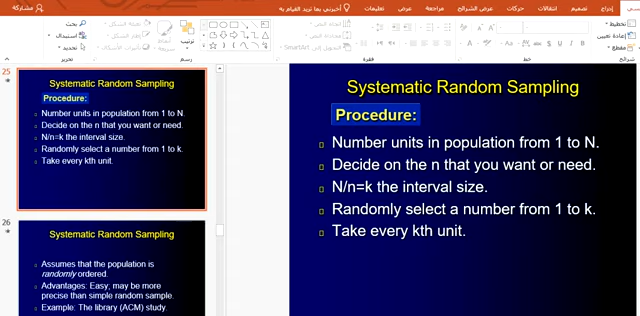 مشاركة
أخبرني بما تريد القيام به
تعليمات
عرض
مراجعة
عرض الشرائح
حركات
انتقالات
تصميم
إدراج
بحث
استبدال
تحديد
ترتيب
رسم
SmartArt
فقرة
خط
شرائح
إعادة تعيين
مقطع
25
Systematic Random Sampling
Procedure:
Number units in population from 1 to N.
Decide on the n that you want or need.
N/n=k the interval size.
Randomly select a number from 1 to k.
Take every kth unit.
26
Systematic Random Sampling
Assumes that the population is
randomly ordered.
Advantages: Easy; may be more
precise than simple random sample.
Example: The library (ACM) study.
Systematic Random Sampling
Procedure:
Number units in population from 1 to N.
Decide on the n that you want or need.
N/n=k the interval size.
Randomly select a number from 1 to k.
Take every kth unit.